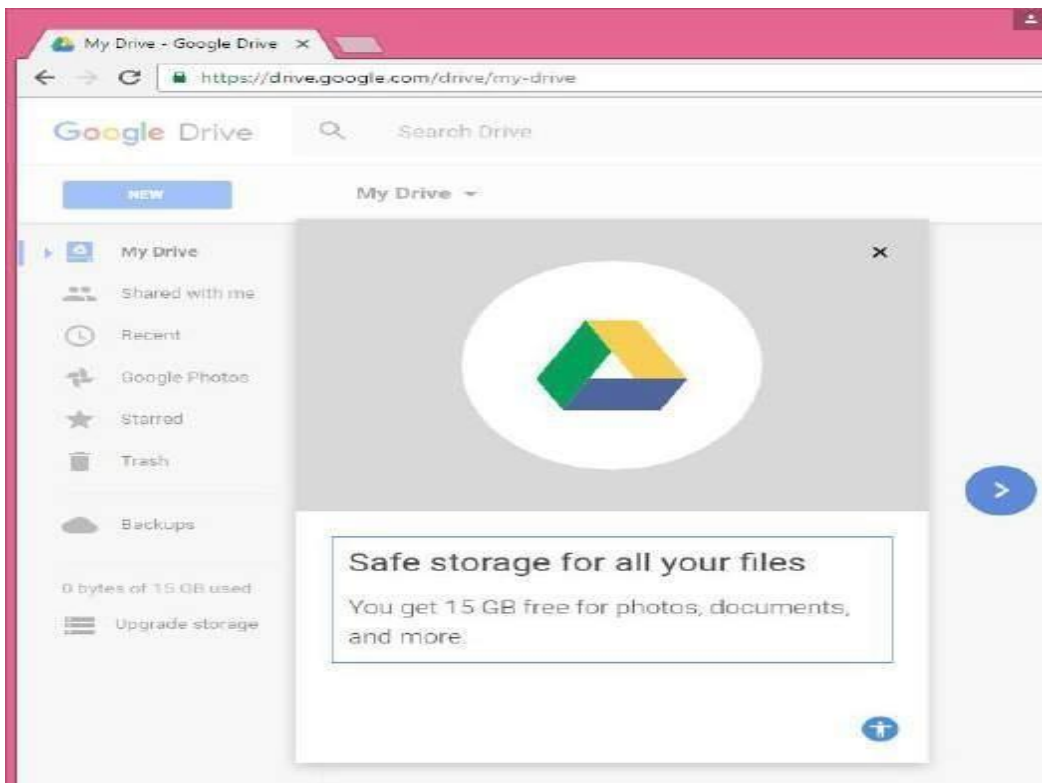 My Drive - Google Drive
https://drive.google.com/drive/my-drive
Google Drive
Search Drive
NEW
My Drive
My Drive
Shared with me
Recent
Google Photos
Starred
Trash
Backups
0 bytes of 15 GB used
Upgrade storage
Safe storage for all your files
You get 15 GB free for photos, documents,
and more.